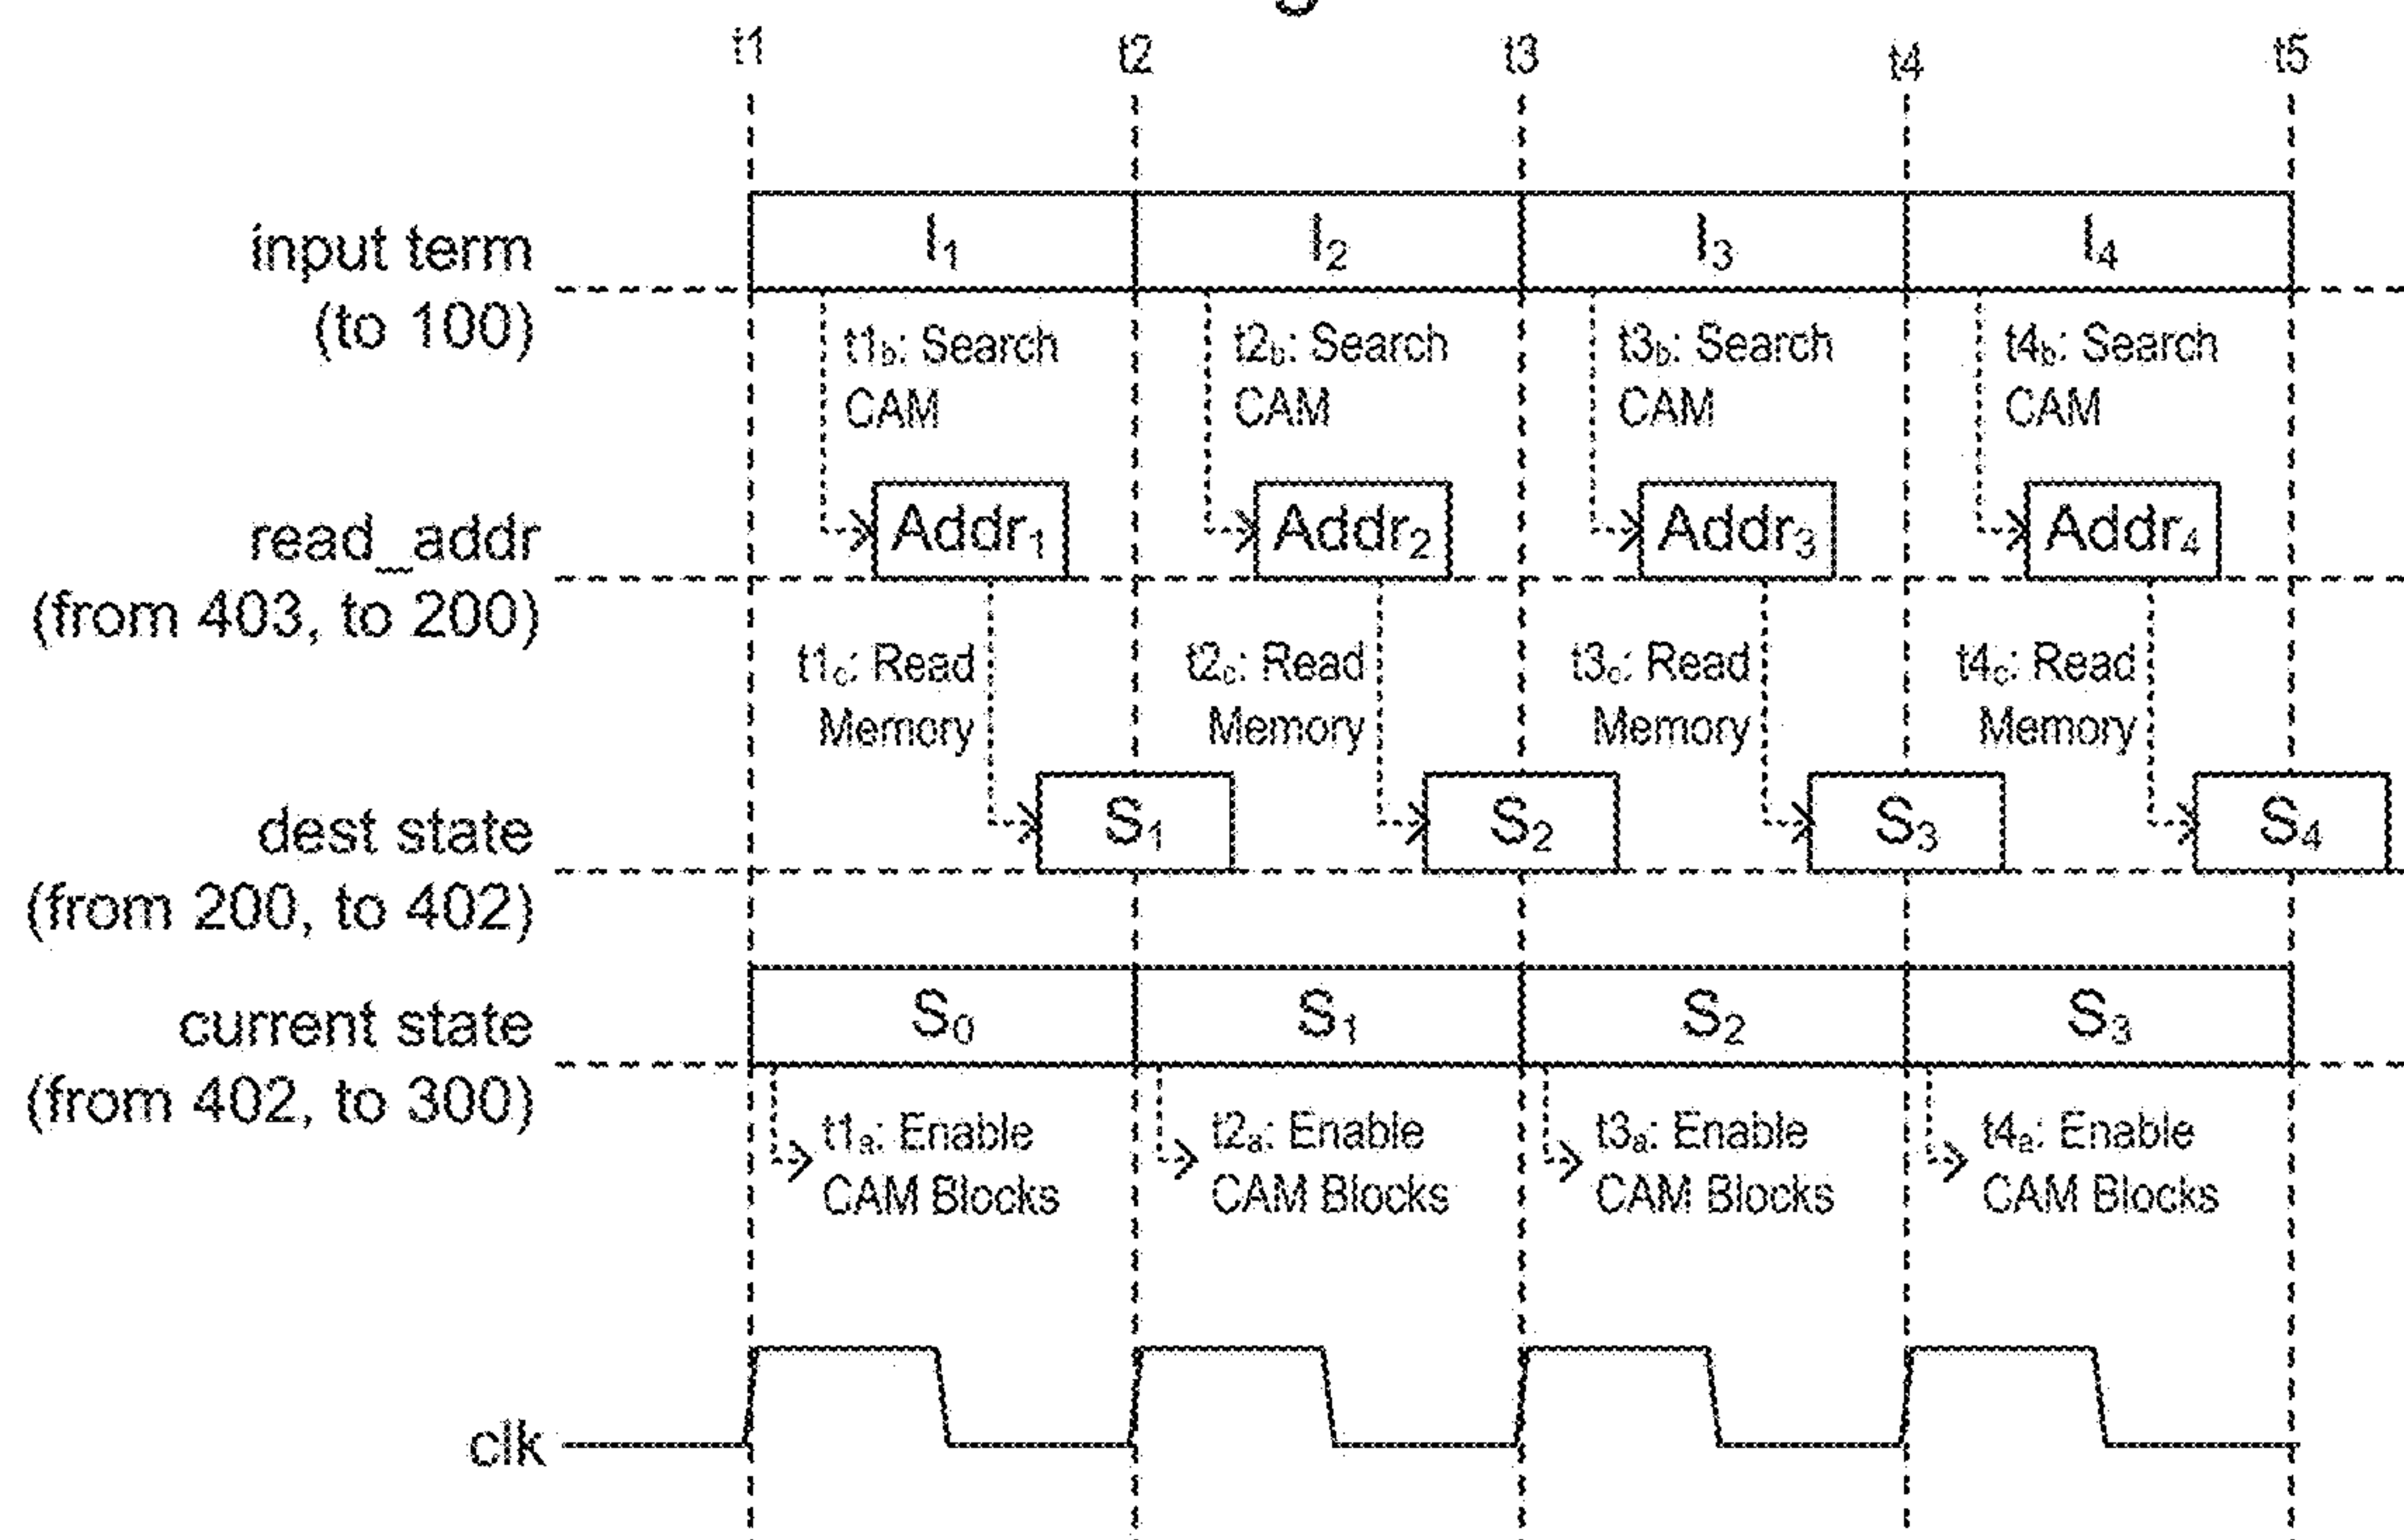 t1 t2 t3 t4 t5
input term
(to 100)
I₁ I₂ I₃ I₄
t1b: Search CAM
t2b: Search CAM
t3b: Search CAM
t4b: Search CAM
read_addr
(from 403, to 200)
Addr₁ Addr₂ Addr₃ Addr₄
t1c: Read Memory
t2c: Read Memory
t3c: Read Memory
t4c: Read Memory
dest state
(from 200, to 402)
S₁ S₂ S₃ S₄
current state
(from 402, to 300)
S₀ S₁ S₂ S₃
t1a: Enable CAM Blocks
t2a: Enable CAM Blocks
t3a: Enable CAM Blocks
t4a: Enable CAM Blocks
clk